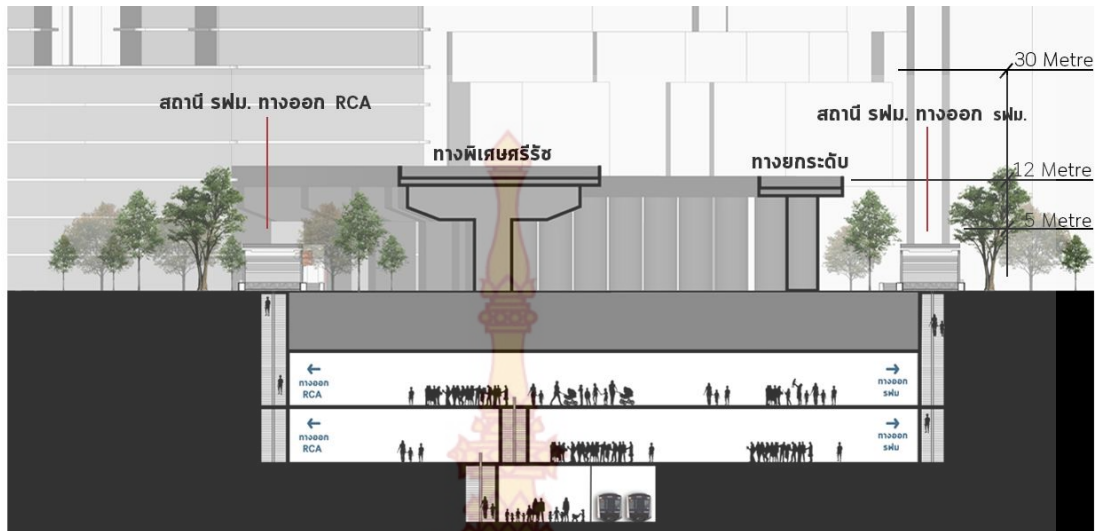 30 Metre
สถานี รฟม. ทางออก RCA
สถานี รฟม. ทางออก รฟม.
ทางพิเศษศรีรัช
ทางยกระดับ
12 Metre
5 Metre
←
ทางออก
RCA
→
ทางออก
รฟม
←
ทางออก
RCA
→
ทางออก
รฟม